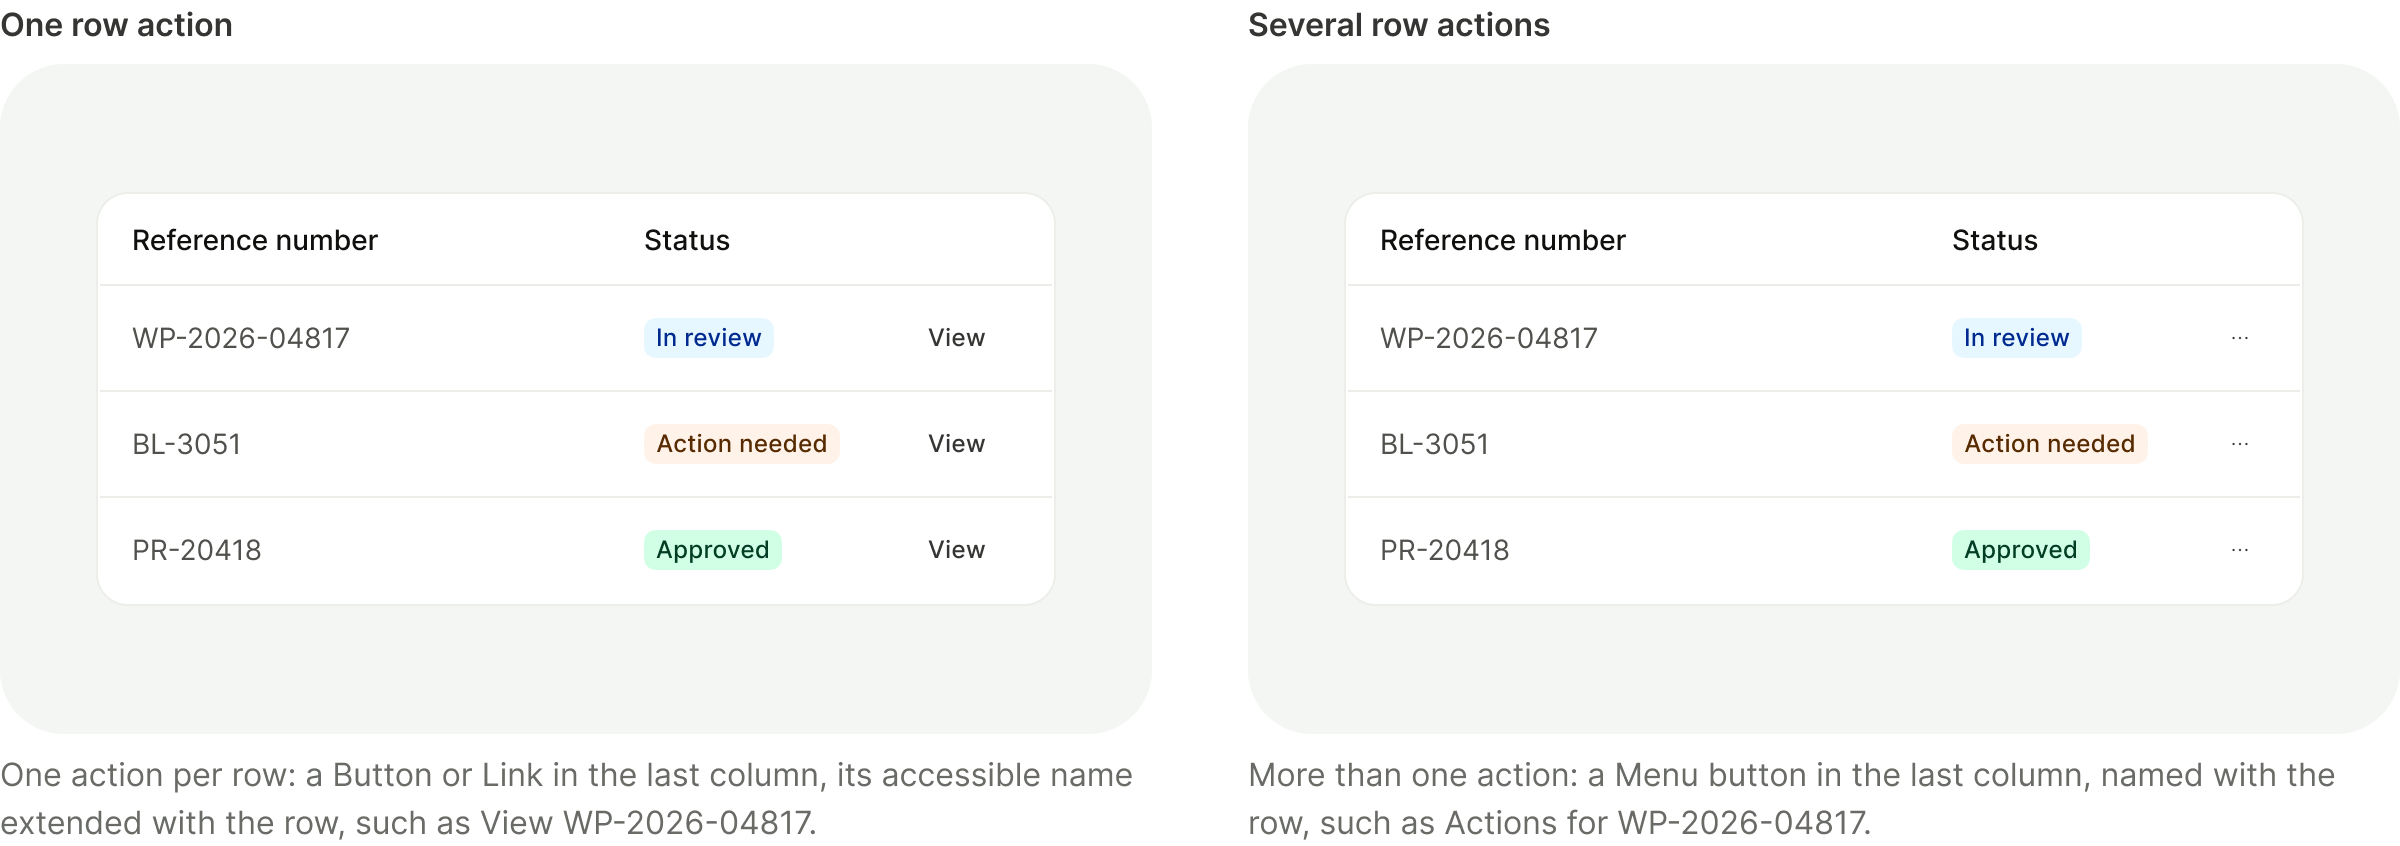 One row action
Reference number Status
WP-2026-04817 In review View
BL-3051 Action needed View
PR-20418 Approved View
One action per row: a Button or Link in the last column, its accessible name
extended with the row, such as View WP-2026-04817.
Several row actions
Reference number Status
WP-2026-04817 In review ...
BL-3051 Action needed ...
PR-20418 Approved ...
More than one action: a Menu button in the last column, named with the
row, such as Actions for WP-2026-04817.